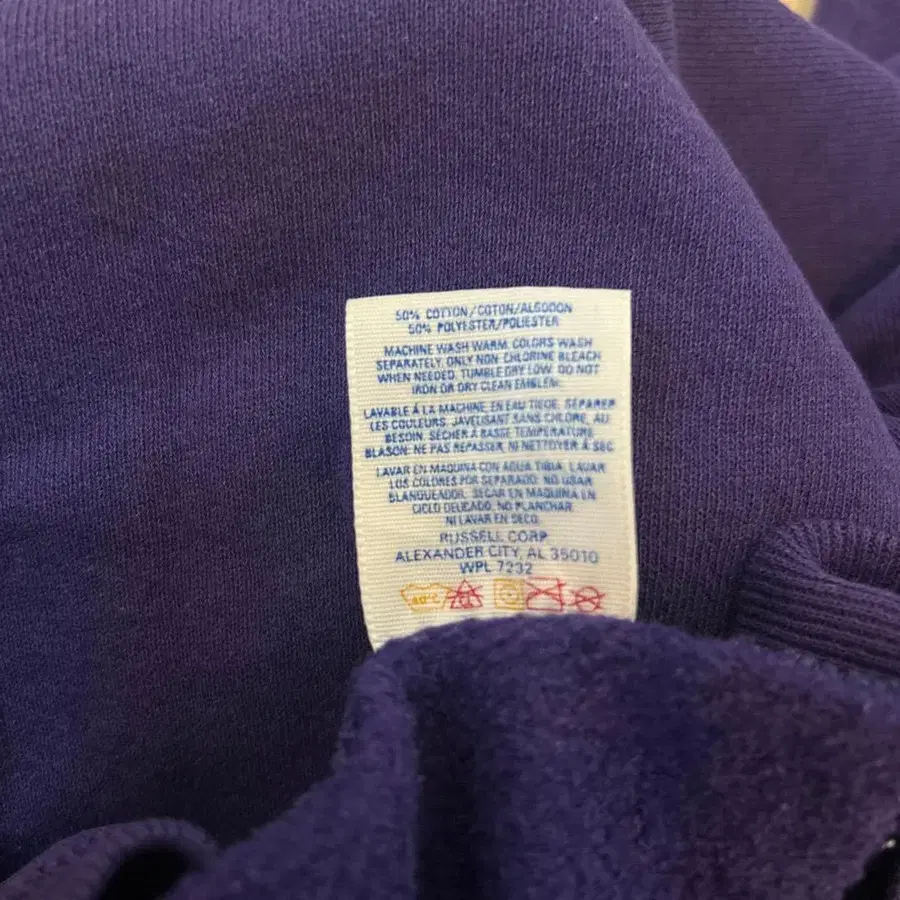 50% COTTON/COTON/ALGODON
50% POLYESTER/POLIESTER
MACHINE WASH WARM. COLORS WASH
SEPARATELY. ONLY NON-CHLORINE BLEACH
WHEN NEEDED. TUMBLE DRY LOW. DO NOT
IRON OR DRY CLEAN EMBLEM.
LAVABLE À LA MACHINE, EN EAU TIEDE. SÉPARER
LES COULEURS. JAVELISANT SANS CHLORE, AU
BESOIN. SECHER À BASSE TEMPERATURE.
BLASON: NE PAS REPASSER, NI NETTOYER À SEC
LAVAR EN MAQUINA CON AGUA TIBIA. LAVAR
LOS COLORES POR SEPARADO. NO USAR
BLANQUEADOR. SECAR EN MAQUINA EN
CICLO DELICADO. NO PLANCHAR
NI LAVAR EN SECO.
RUSSELL CORP
ALEXANDER CITY, AL 35010
WPL 7232